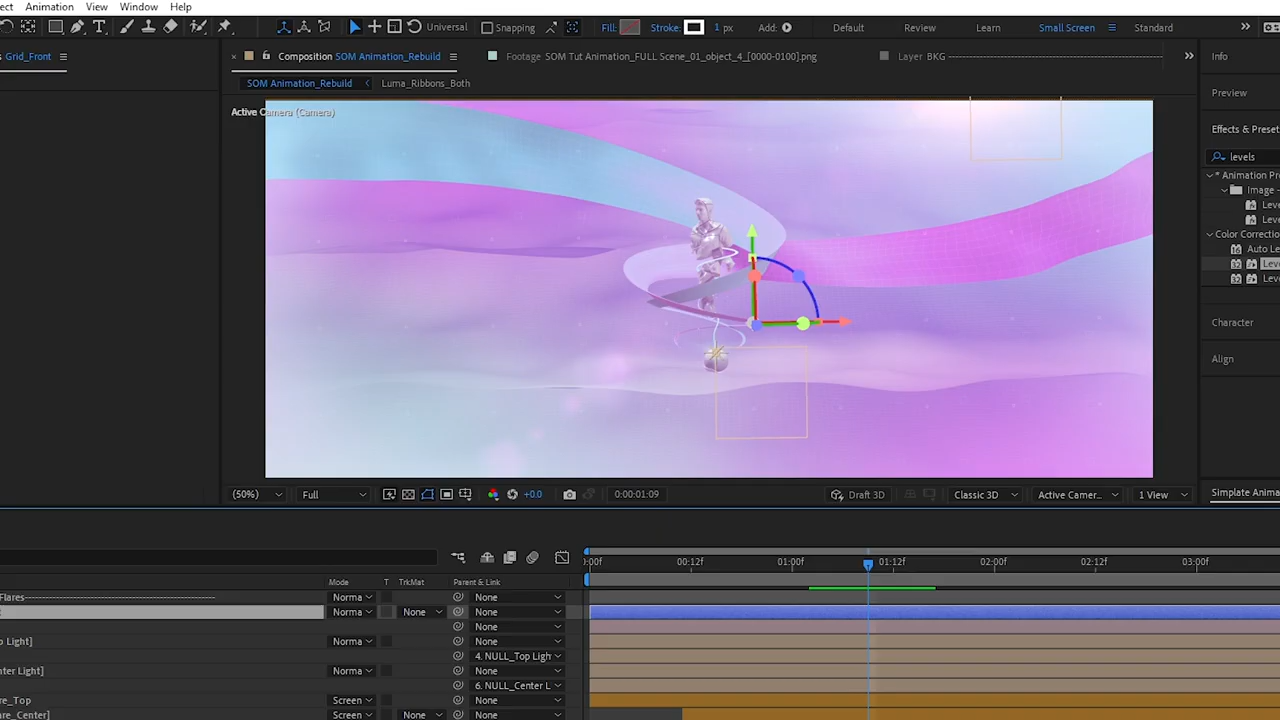 ect Animation View Window Help
Universal Snapping Fill: Stroke: 1 px Add: Default Review Learn Small Screen Standard
Grid_Front Composition SOM Animation_Rebuild Footage SOM Tut Animation_FULL Scene_01_object_4_[0000-0100].png Layer BKG Info
SOM Animation_Rebuild Luma_Ribbons_Both
Preview
Active Camera (Camera)
Effects & Preset
levels
* Animation Pre
Image -
Leve
Leve
Color Correctio
Auto Le
Leve
Leve
Character
Align
(50%) Full +0.0 0:00:01:09 Draft 3D Classic 3D Active Camer... 1 View Simplate Anima
Mode T TrkMat Parent & Link :00f 00:12f 01:00f 01:12f 02:00f 02:12f 03:00f
Flares Norma None
Norma None None
None
o Light] Norma None
4. NULL_Top Ligh
nter Light] Norma None
6. NULL_Center L
re_Top Screen None
are_Center] Screen None None